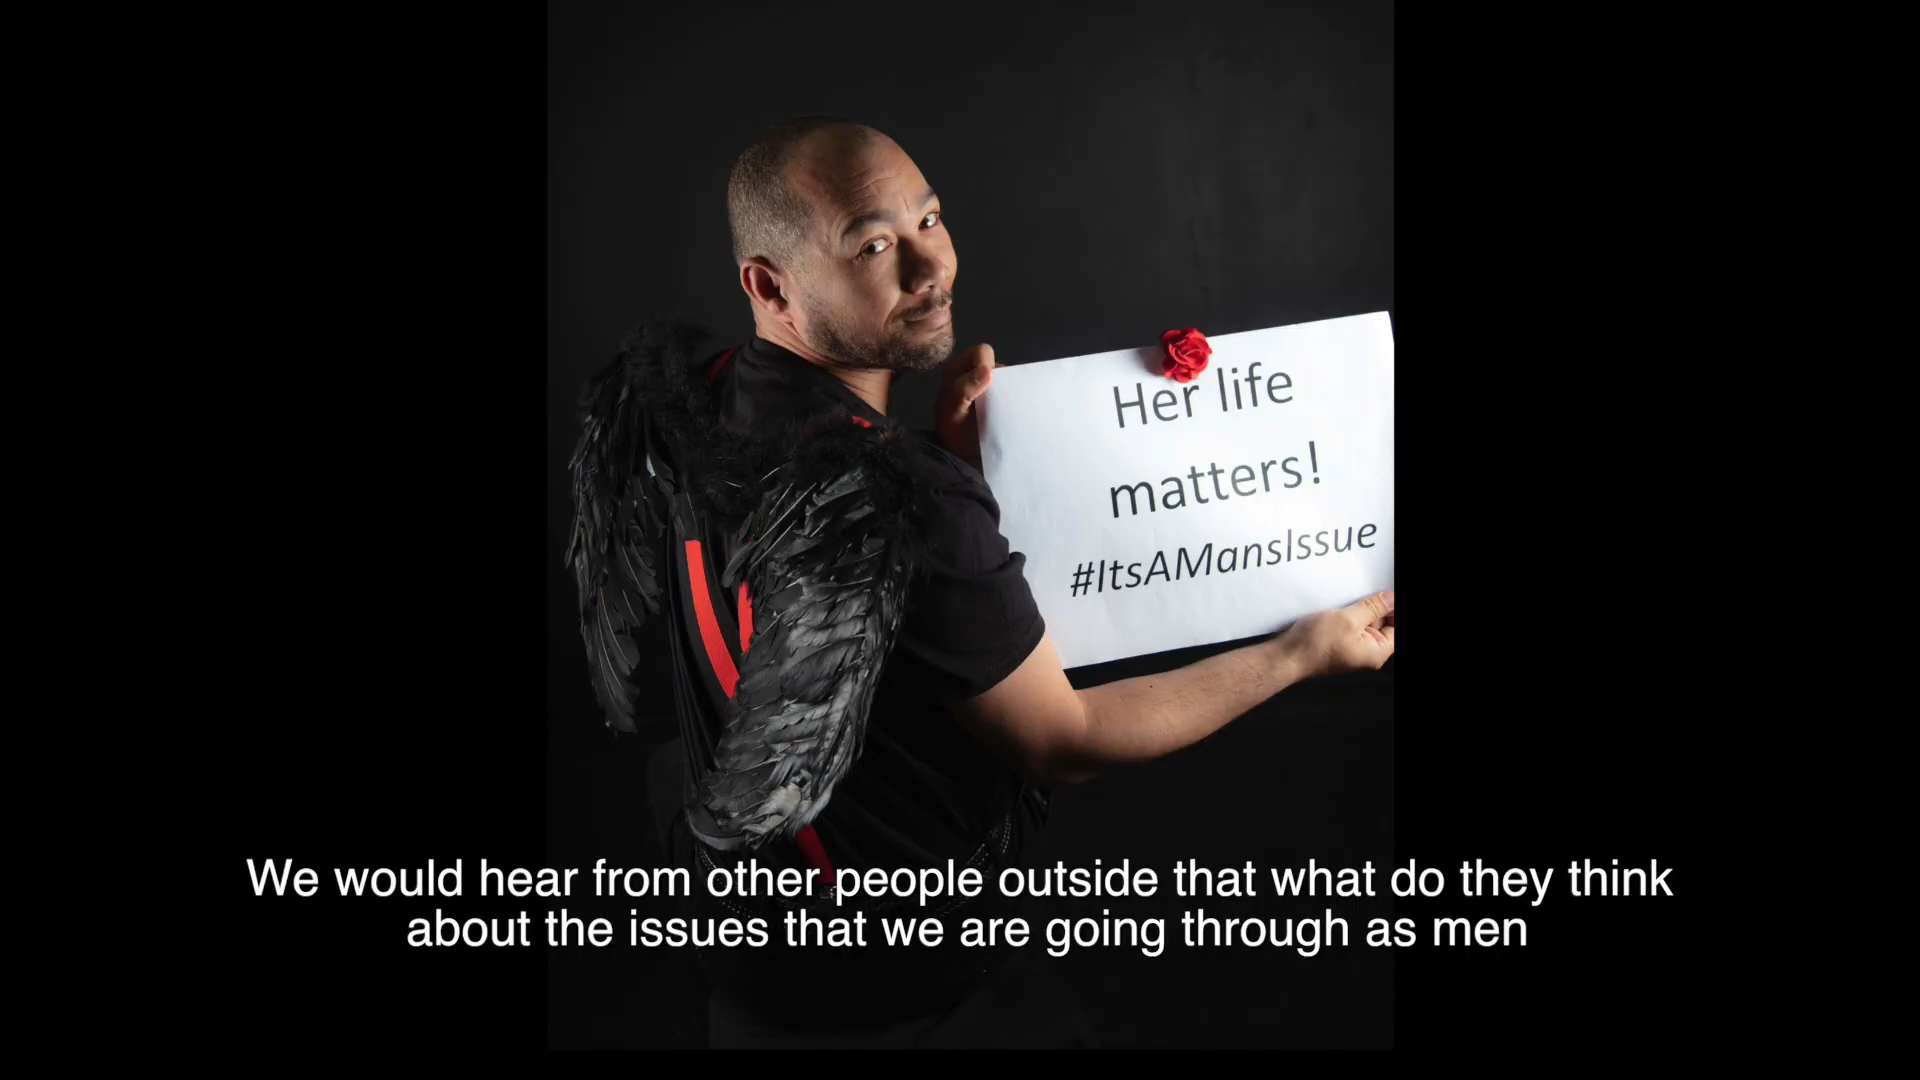 Her life
matters!
#ItsAMansIssue
We would hear from other people outside that what do they think
about the issues that we are going through as men